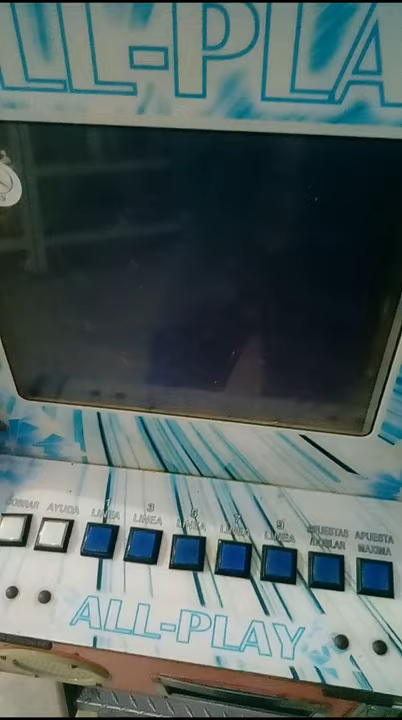 ALL-PLA
COBRAR AYUDA 1 LINEA 3 LINEA 5 LINEA 7 LINEA 9 LINEA APUESTAS DOBLAR APUESTA MAXIMA
ALL-PLAY